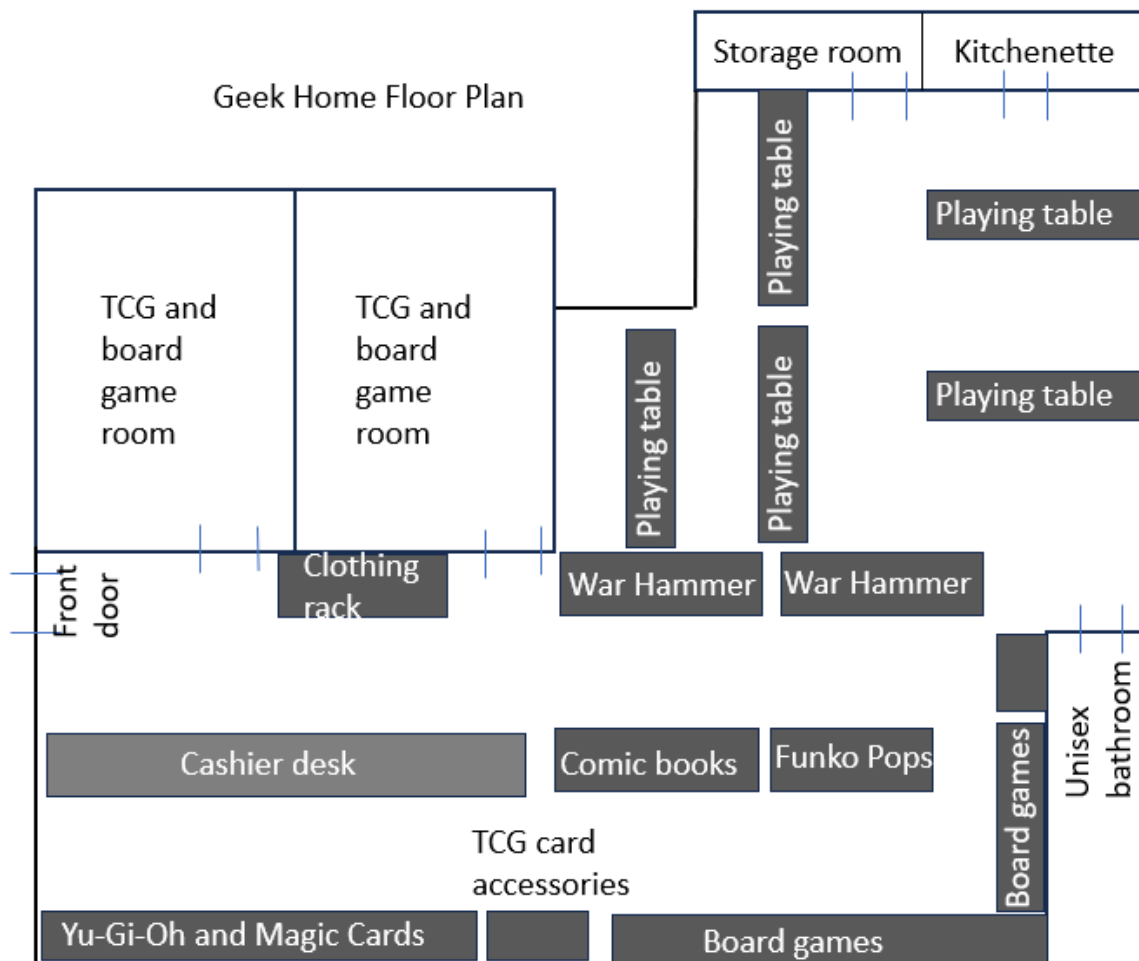 Storage room
Kitchenette
Geek Home Floor Plan
Playing table
Playing table
TCG and
board
game
room
TCG and
board
game
room
Playing table
Playing table
Playing table
Front
door
Clothing
rack
War Hammer
War Hammer
Unisex
bathroom
Cashier desk
Comic books
Funko Pops
Board games
TCG card
accessories
Yu-Gi-Oh and Magic Cards
Board games